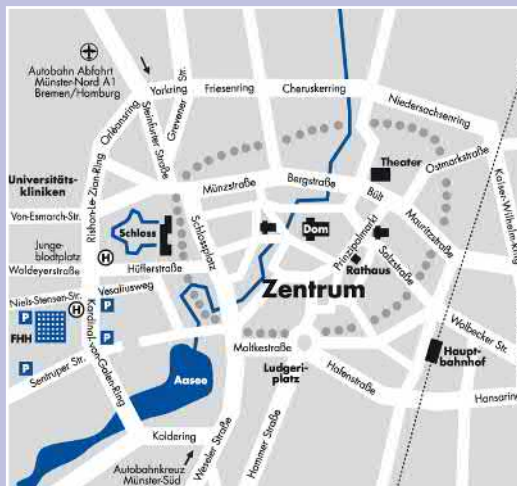 Autobahn Abfahrt
Münster-Nord A1
Bremen/Hamburg
Yorkring
Friesenring
Cheruskerring
Niedersachsenring
Orléansring
Steinfurter Straße
Grevener Str.
Theater
Ostmarkstraße
Universitäts-
kliniken
Rishon-Le-Zion-Ring
Münzstraße
Bergstraße
Bült
Kaiser-Wilhelm-Ring
Von-Esmarch-Str.
Schloss
Schlossplatz
Dom
Prinzipalmarkt
Mauritzstraße
Junge-
blodtplatz
H
Waldeyerstraße
Hüfferstraße
Rathaus
Salzstraße
Zentrum
Niels-Stensen-Str.
Vesaliusweg
P
H
P
FHH
Kardinal-von-Galen-Ring
P
P
Sentruper Str.
Moltkestraße
Wolbecker Str.
Haupt-
bahnhof
Aasee
Ludgeri-
platz
Hafenstraße
Hansaring
Koldering
Weseler Straße
Hammer Straße
Autobahnkreuz
Münster-Süd